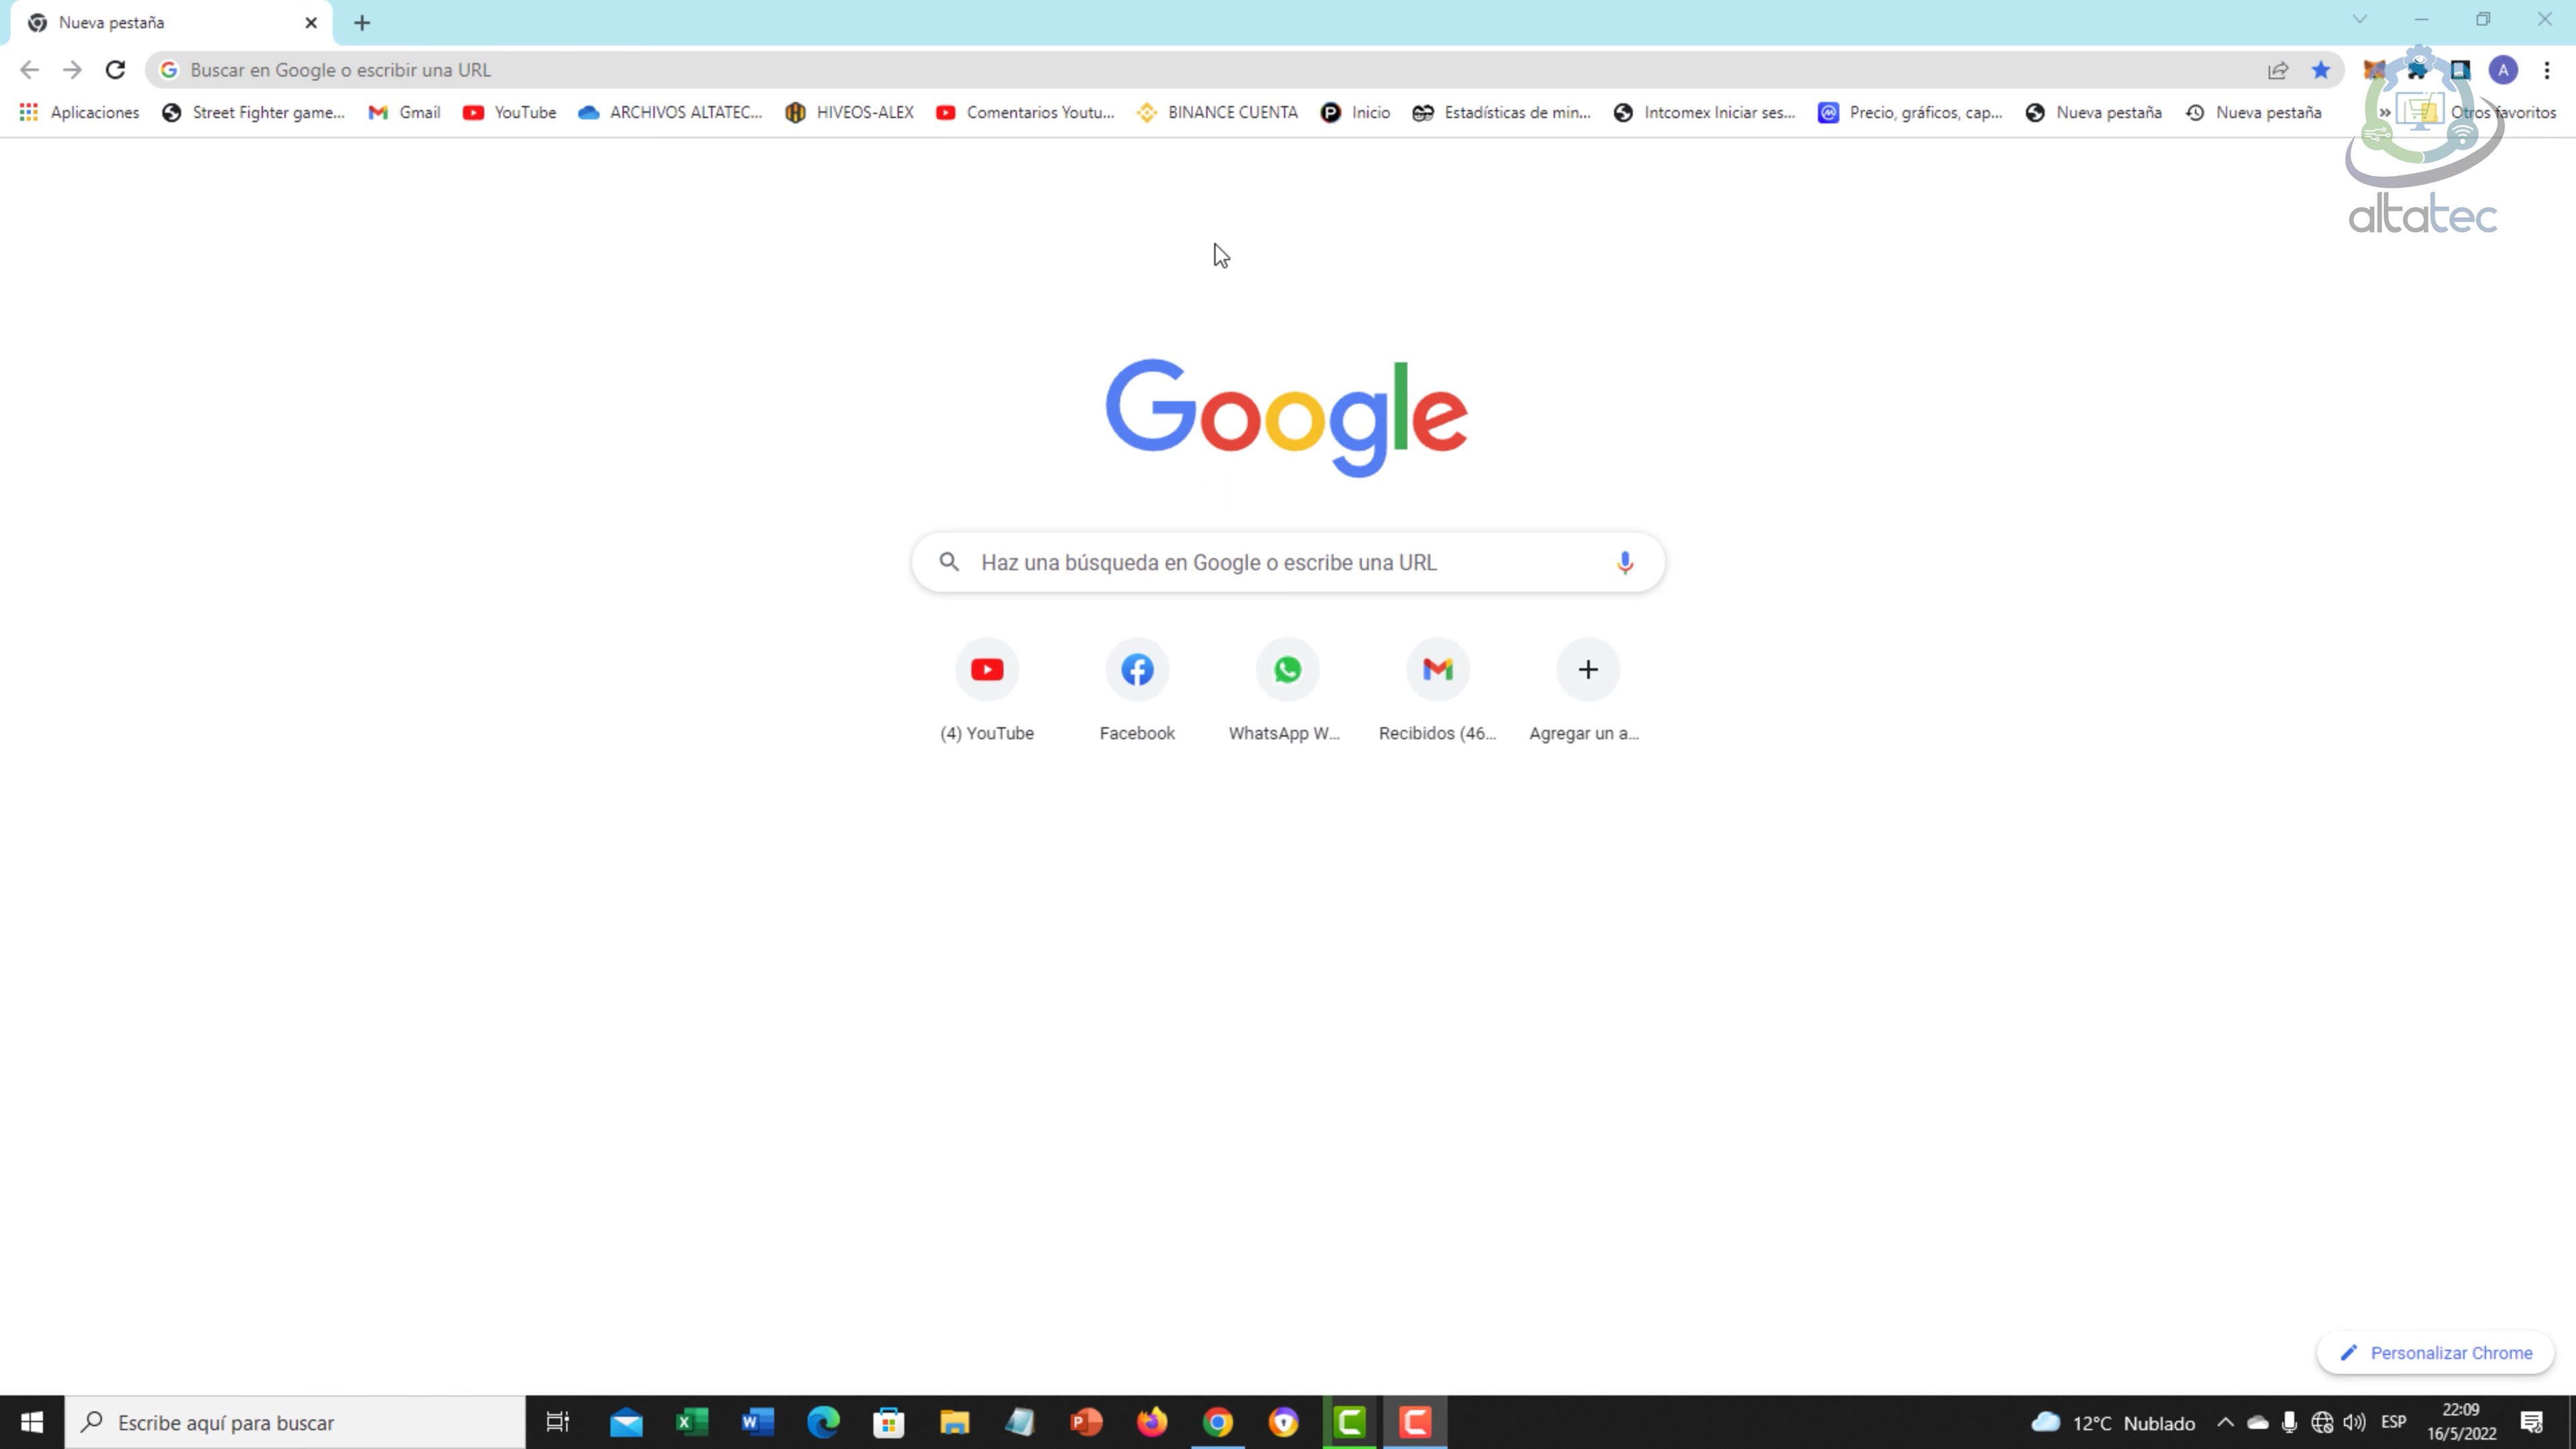 Nueva pestaña
Buscar en Google o escribir una URL
A
Aplicaciones Street Fighter game... Gmail YouTube ARCHIVOS ALTATEC... HIVEOS-ALEX Comentarios Youtu... BINANCE CUENTA Inicio Estadísticas de min... Intcomex Iniciar ses... Precio, gráficos, cap... Nueva pestaña Nueva pestaña » Otros favoritos
altatec
Google
Haz una búsqueda en Google o escribe una URL
(4) YouTube Facebook WhatsApp W... Recibidos (46... Agregar un a...
Personalizar Chrome
Escribe aquí para buscar
12°C Nublado ESP 22:09
16/5/2022